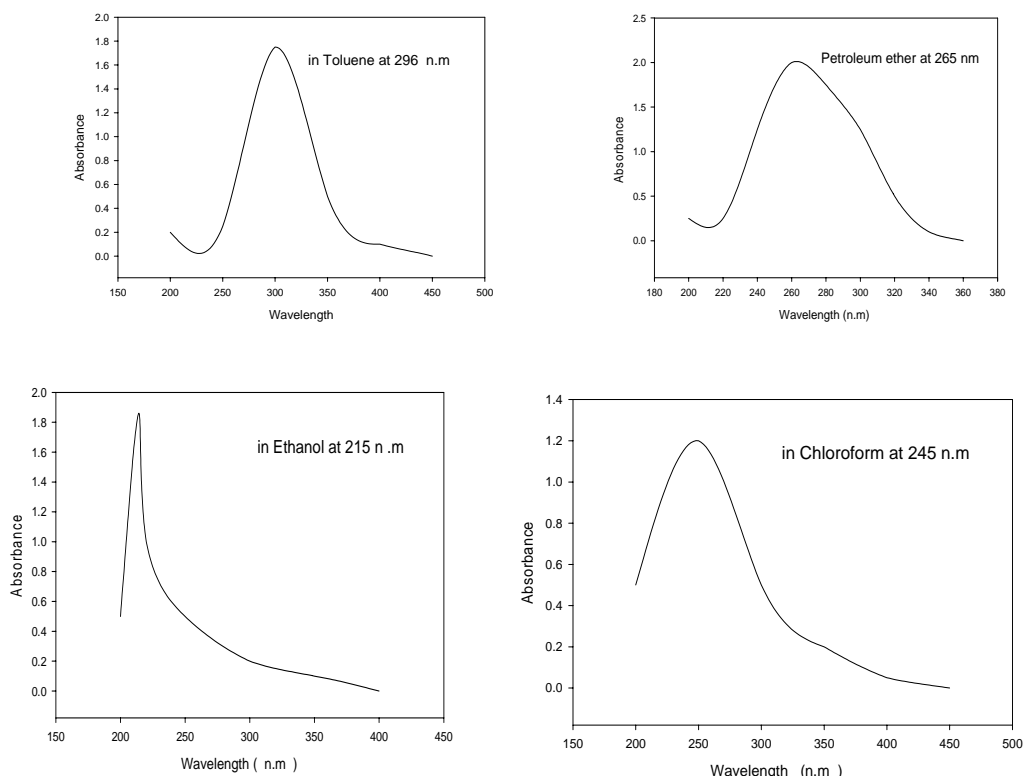 2.0
1.8
1.6
1.4
1.2
1.0
0.8
0.6
0.4
0.2
0.0
Absorbance
in Toluene at 296 n.m
150 200 250 300 350 400 450 500
Wavelength
2.5
2.0
1.5
1.0
0.5
0.0
Absorbance
Petroleum ether at 265 nm
180 200 220 240 260 280 300 320 340 360 380
Wavelength (n.m)
2.0
1.8
1.6
1.4
1.2
1.0
0.8
0.6
0.4
0.2
0.0
Absorbance
in Ethanol at 215 n .m
150 200 250 300 350 400 450
Wavelength ( n.m )
1.4
1.2
1.0
0.8
0.6
0.4
0.2
0.0
Absorbance
in Chloroform at 245 n.m
150 200 250 300 350 400 450 500
Wavelength (n.m )